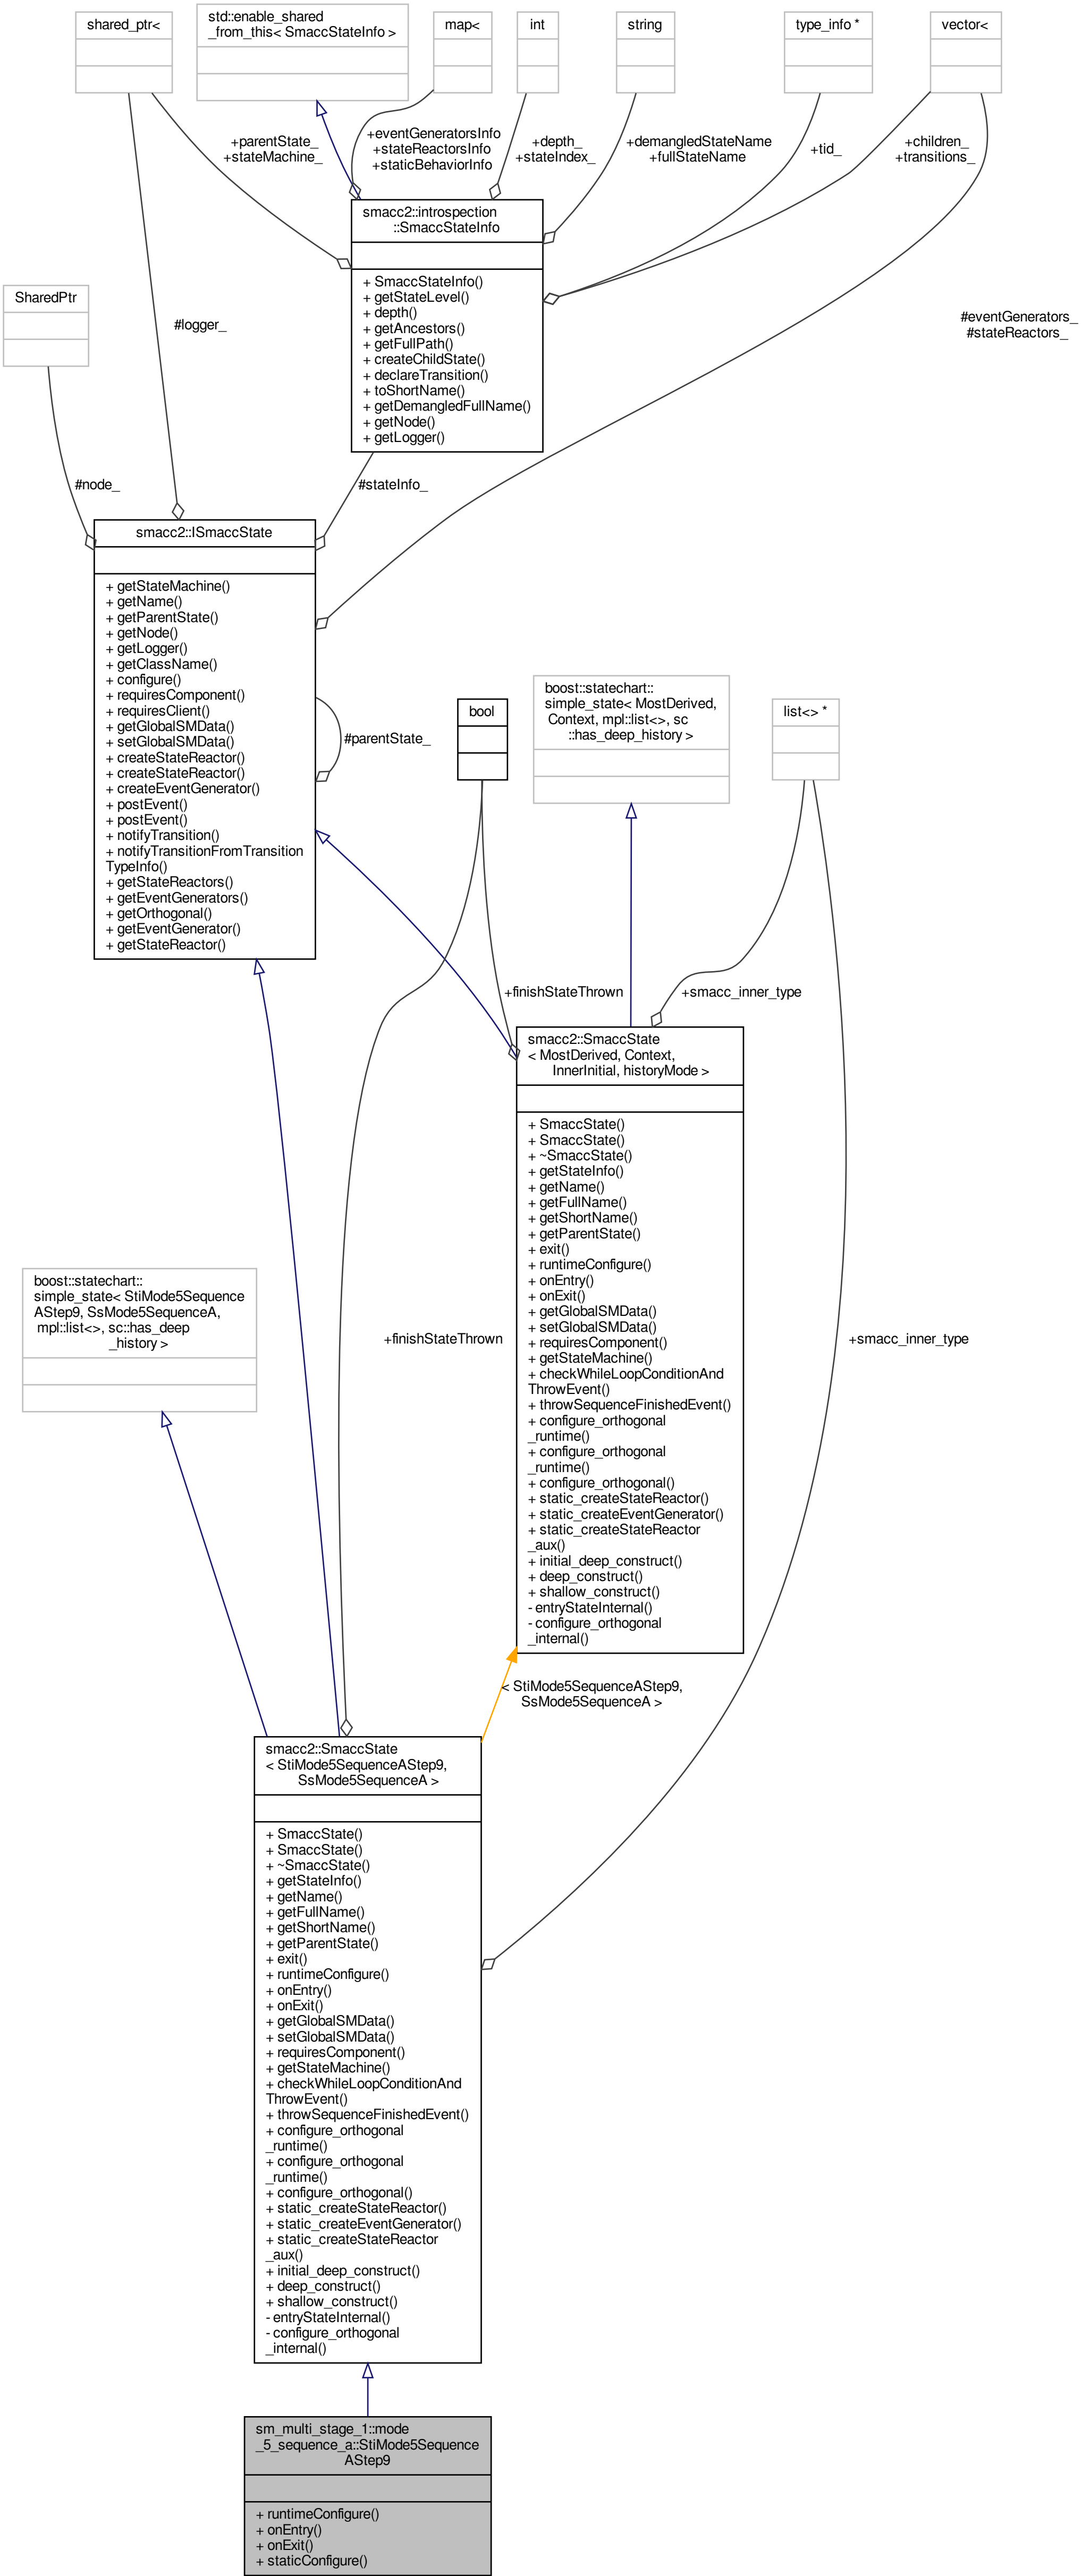 shared_ptr<
std::enable_shared
_from_this< SmaccStateInfo >
map<
int
string
type_info *
vector<
+parentState_
+stateMachine_
+eventGeneratorsInfo
+stateReactorsInfo
+staticBehaviorInfo
+depth_
+stateIndex_
+demangledStateName
+fullStateName
+tid_
+children_
+transitions_
smacc2::introspection
::SmaccStateInfo
+ SmaccStateInfo()
+ getStateLevel()
+ depth()
+ getAncestors()
+ getFullPath()
+ createChildState()
+ declareTransition()
+ toShortName()
+ getDemangledFullName()
+ getNode()
+ getLogger()
SharedPtr
#logger_
#eventGenerators_
#stateReactors_
#node_
#stateInfo_
smacc2::ISmaccState
+ getStateMachine()
+ getName()
+ getParentState()
+ getNode()
+ getLogger()
+ getClassName()
+ configure()
+ requiresComponent()
+ requiresClient()
+ getGlobalSMData()
+ setGlobalSMData()
+ createStateReactor()
+ createStateReactor()
+ createEventGenerator()
+ postEvent()
+ postEvent()
+ notifyTransition()
+ notifyTransitionFromTransition
TypeInfo()
+ getStateReactors()
+ getEventGenerators()
+ getOrthogonal()
+ getEventGenerator()
+ getStateReactor()
#parentState_
bool
boost::statechart::
simple_state< MostDerived,
Context, mpl::list<>, sc
::has_deep_history >
list<> *
+finishStateThrown
+smacc_inner_type
smacc2::SmaccState
< MostDerived, Context,
InnerInitial, historyMode >
+ SmaccState()
+ SmaccState()
+ ~SmaccState()
+ getStateInfo()
+ getName()
+ getFullName()
+ getShortName()
+ getParentState()
+ exit()
+ runtimeConfigure()
+ onEntry()
+ onExit()
+ getGlobalSMData()
+ setGlobalSMData()
+ requiresComponent()
+ getStateMachine()
+ checkWhileLoopConditionAnd
ThrowEvent()
+ throwSequenceFinishedEvent()
+ configure_orthogonal
_runtime()
+ configure_orthogonal
_runtime()
+ configure_orthogonal()
+ static_createStateReactor()
+ static_createEventGenerator()
+ static_createStateReactor
_aux()
+ initial_deep_construct()
+ deep_construct()
+ shallow_construct()
- entryStateInternal()
- configure_orthogonal
_internal()
boost::statechart::
simple_state< StiMode5Sequence
AStep9, SsMode5SequenceA,
mpl::list<>, sc::has_deep
_history >
+finishStateThrown
+smacc_inner_type
< StiMode5SequenceAStep9,
SsMode5SequenceA >
smacc2::SmaccState
< StiMode5SequenceAStep9,
SsMode5SequenceA >
+ SmaccState()
+ SmaccState()
+ ~SmaccState()
+ getStateInfo()
+ getName()
+ getFullName()
+ getShortName()
+ getParentState()
+ exit()
+ runtimeConfigure()
+ onEntry()
+ onExit()
+ getGlobalSMData()
+ setGlobalSMData()
+ requiresComponent()
+ getStateMachine()
+ checkWhileLoopConditionAnd
ThrowEvent()
+ throwSequenceFinishedEvent()
+ configure_orthogonal
_runtime()
+ configure_orthogonal
_runtime()
+ configure_orthogonal()
+ static_createStateReactor()
+ static_createEventGenerator()
+ static_createStateReactor
_aux()
+ initial_deep_construct()
+ deep_construct()
+ shallow_construct()
- entryStateInternal()
- configure_orthogonal
_internal()
sm_multi_stage_1::mode
_5_sequence_a::StiMode5Sequence
AStep9
+ runtimeConfigure()
+ onEntry()
+ onExit()
+ staticConfigure()